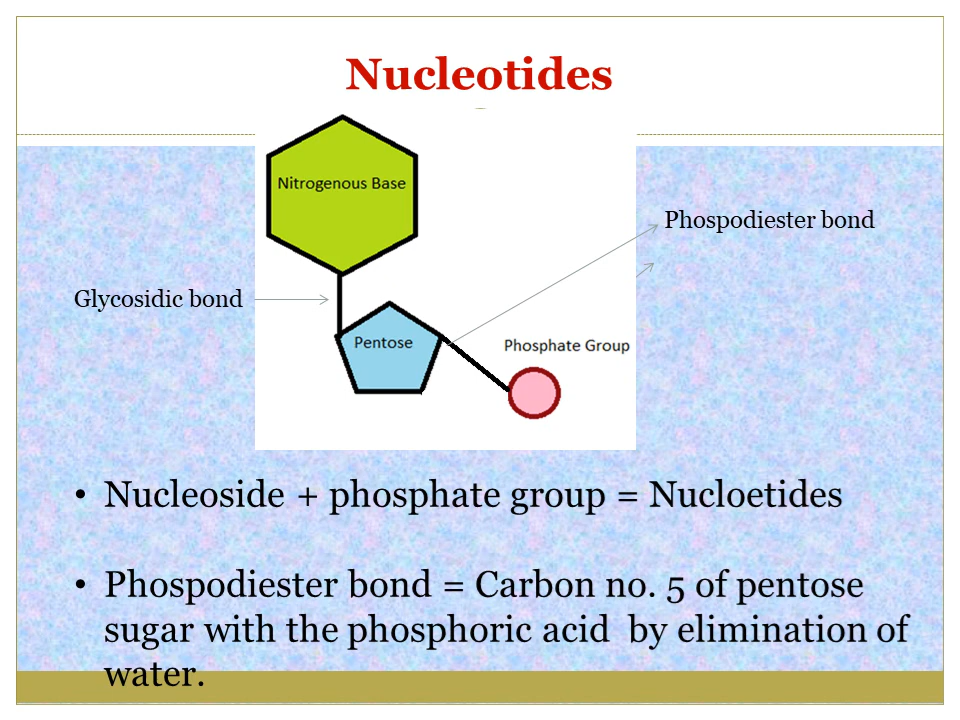 Nucleotides
Nitrogenous Base
Phospodiester bond
Glycosidic bond
Pentose
Phosphate Group
• Nucleoside + phosphate group = Nucloetides
• Phospodiester bond = Carbon no. 5 of pentose
sugar with the phosphoric acid by elimination of
water.